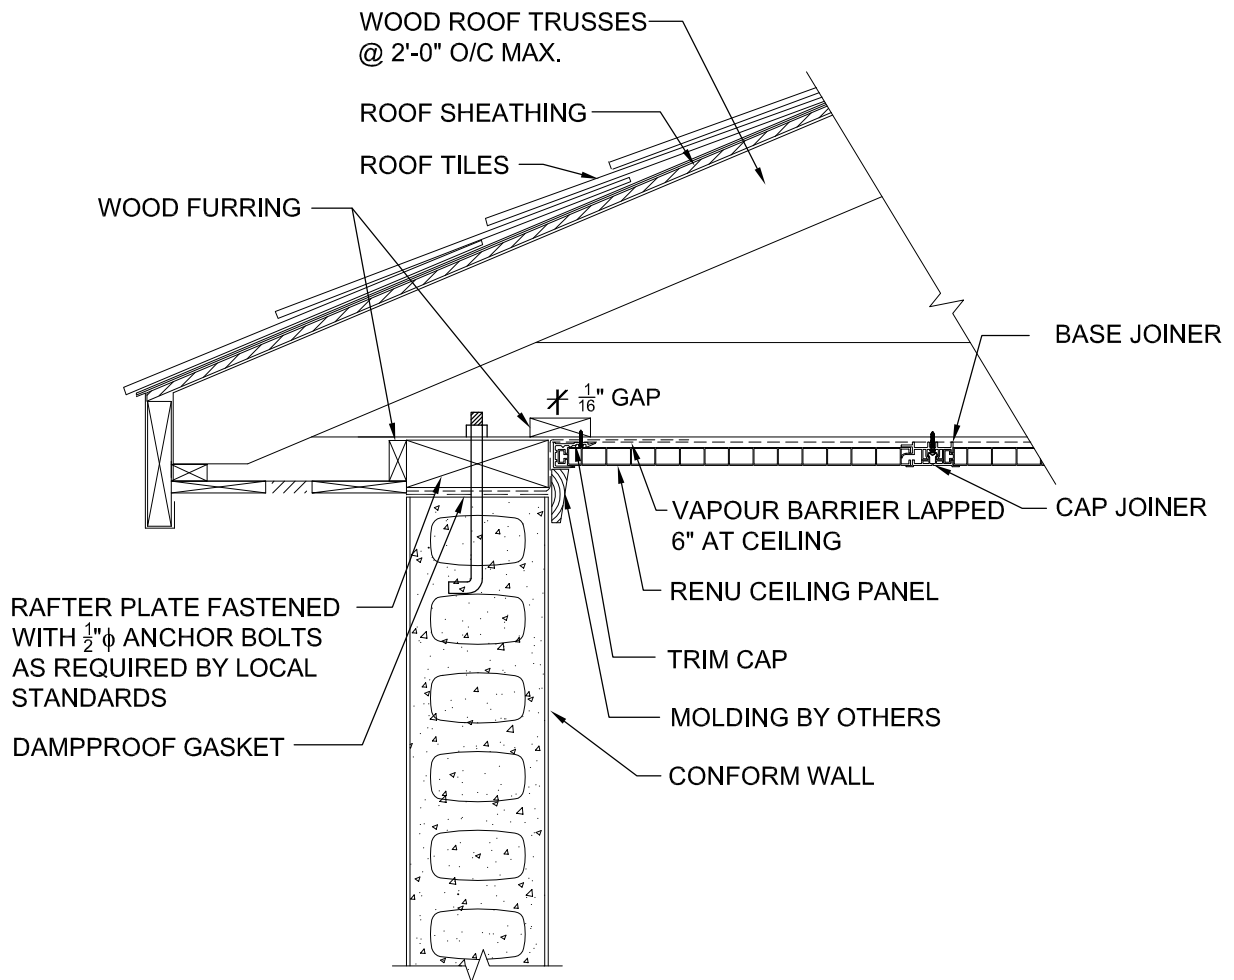 WOOD ROOF TRUSSES
@ 2'-0" O/C MAX.
ROOF SHEATHING
ROOF TILES
WOOD FURRING
BASE JOINER
1/16" GAP
CAP JOINER
VAPOUR BARRIER LAPPED
6" AT CEILING
RENU CEILING PANEL
RAFTER PLATE FASTENED
WITH 1/2"ϕ ANCHOR BOLTS
AS REQUIRED BY LOCAL
STANDARDS
TRIM CAP
MOLDING BY OTHERS
DAMPPROOF GASKET
CONFORM WALL